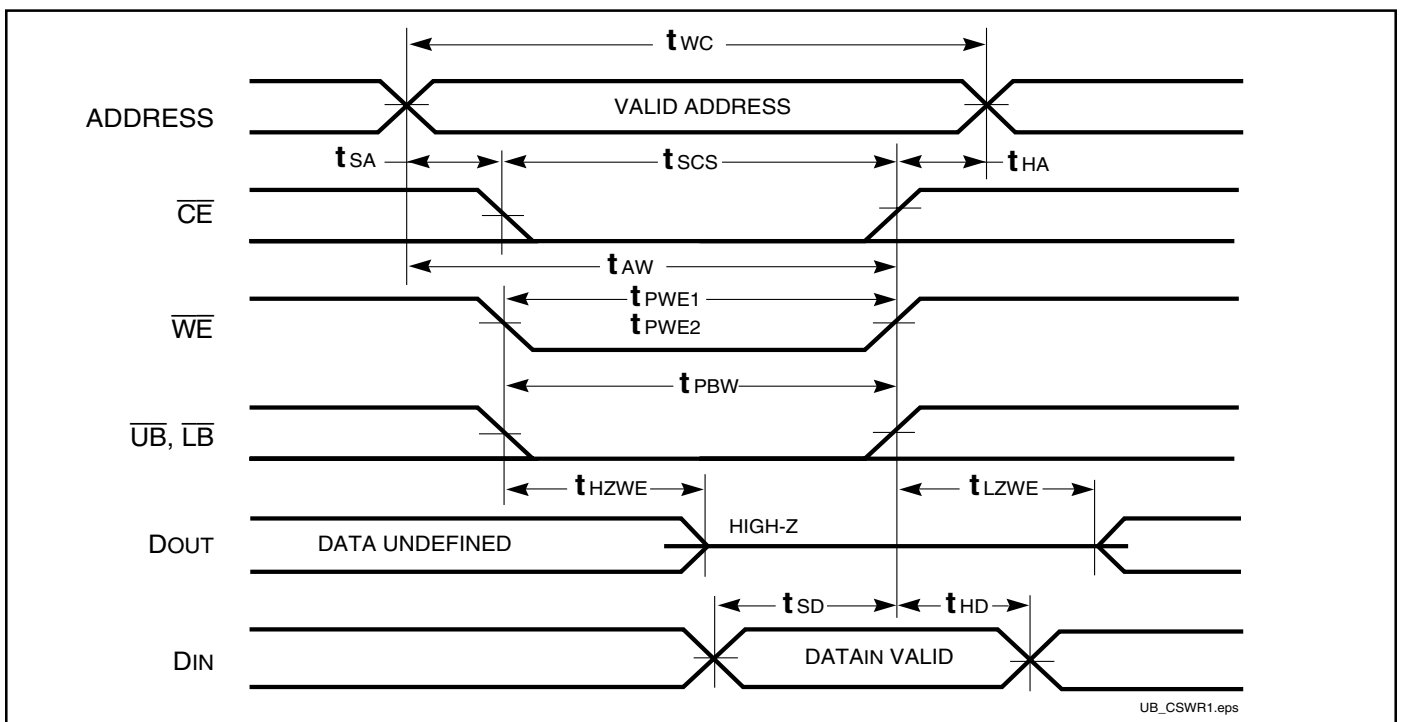 tWC
ADDRESS
VALID ADDRESS
tSA
tSCS
tHA
CE
tAW
WE
tPWE1
tPWE2
tPBW
UB, LB
tHZWE
tLZWE
DOUT
DATA UNDEFINED
HIGH-Z
tSD
tHD
DIN
DATAIN VALID
UB_CSWR1.eps